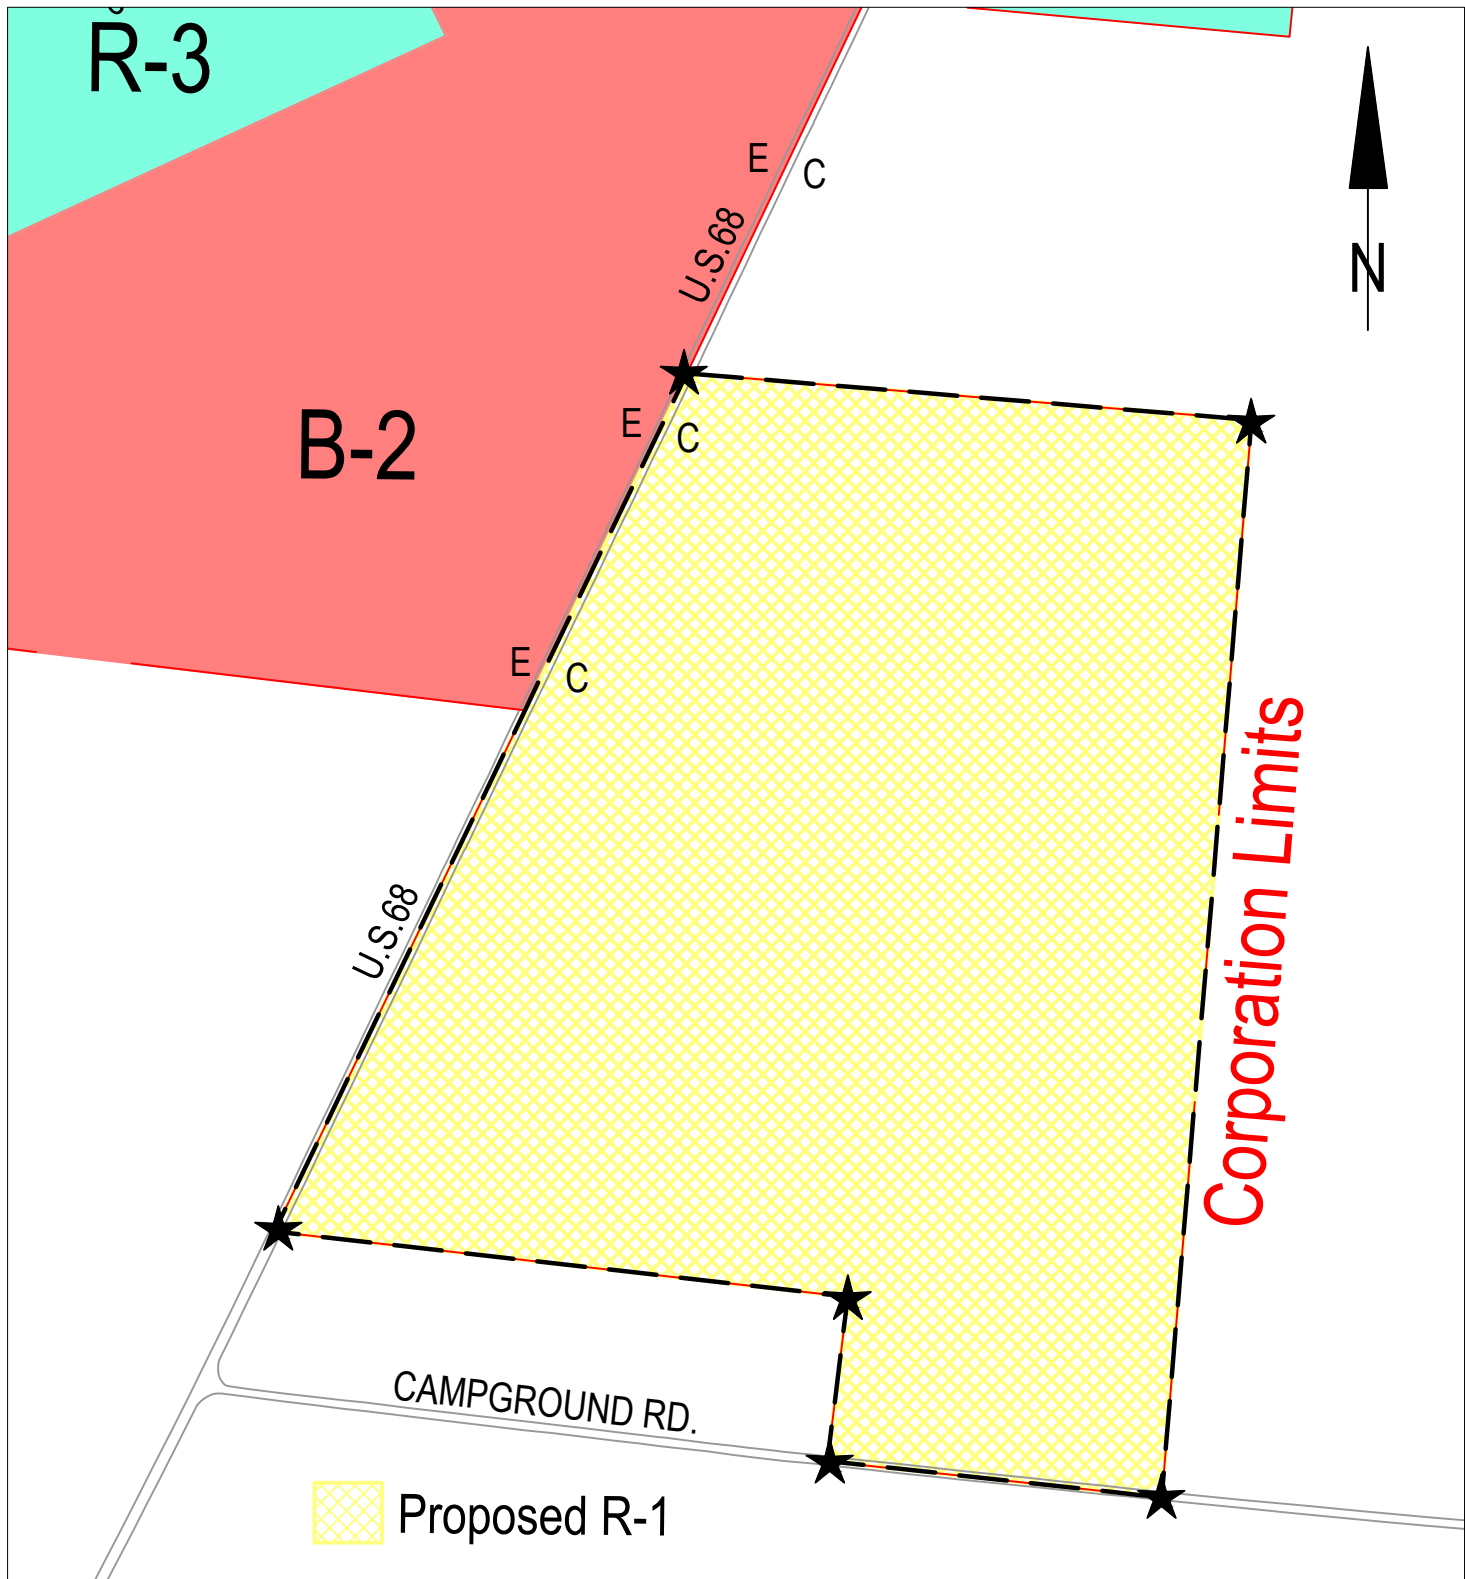 R-3
E
C
U.S.68
N
B-2
E
C
E
C
Corporation Limits
U.S.68
CAMPGROUND RD.
Proposed R-1